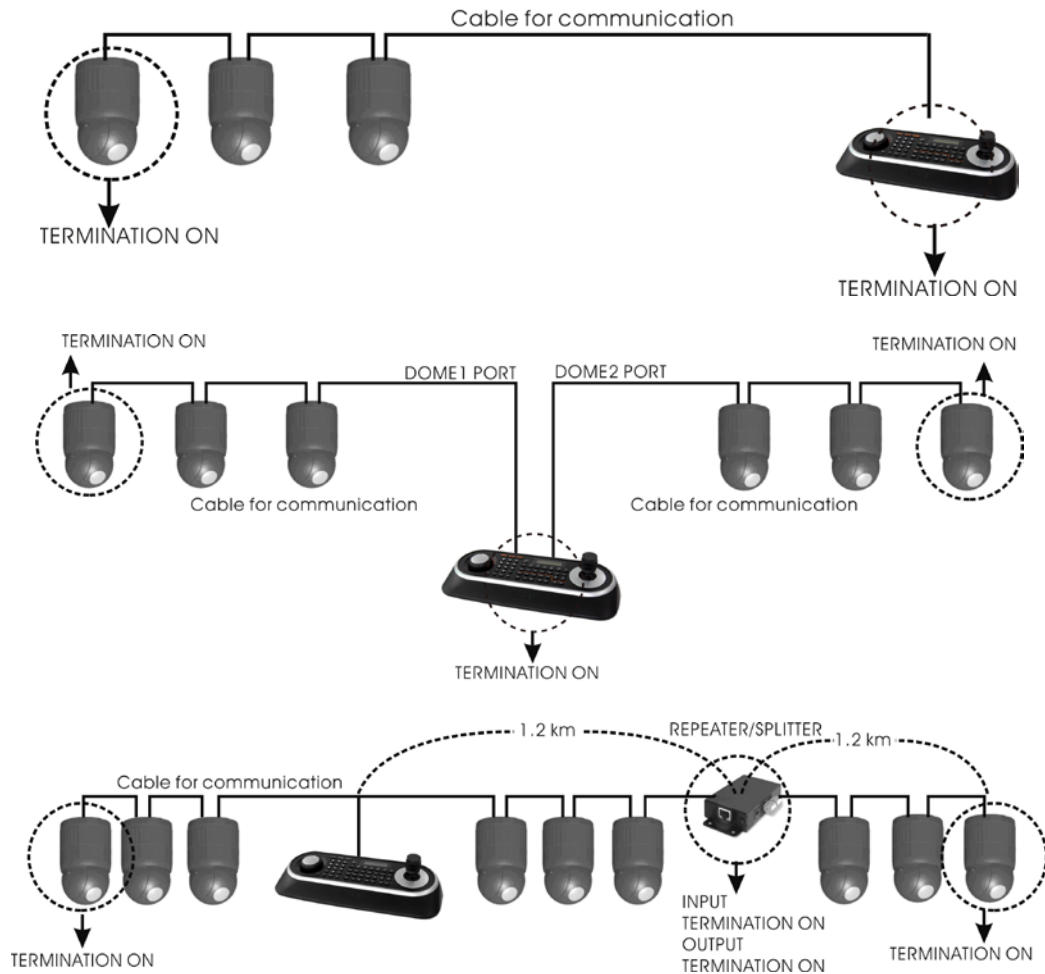 Cable for communication
TERMINATION ON
TERMINATION ON
TERMINATION ON
TERMINATION ON
DOME1 PORT
DOME2 PORT
Cable for communication
Cable for communication
TERMINATION ON
1.2 km
REPEATER/SPLITTER
1.2 km
Cable for communication
INPUT
TERMINATION ON
OUTPUT
TERMINATION ON
TERMINATION ON
TERMINATION ON